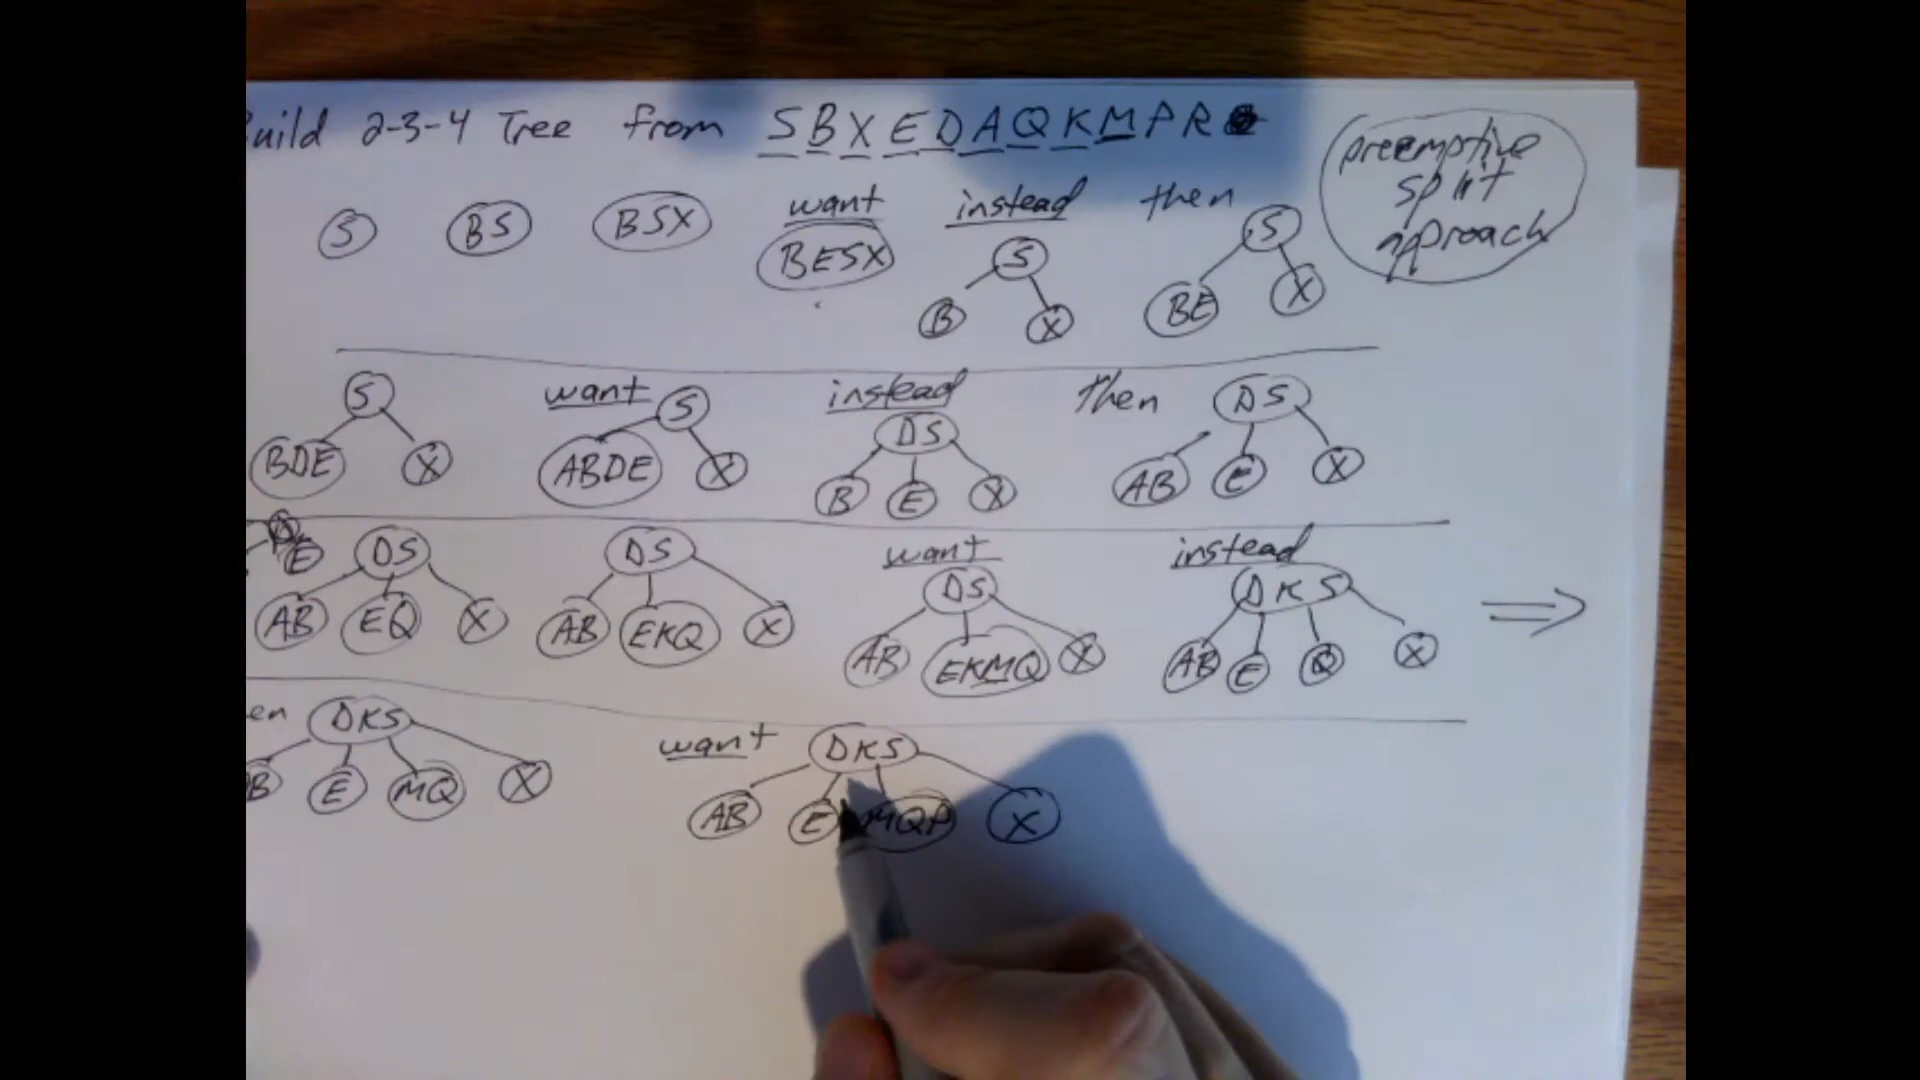 Build 2-3-4 Tree from S B X E D A Q K M P R
preemptive
split
approach
want instead then
S BS BSX BESX S S
B X BE X
want instead then
S S DS DS
BDE X ABDE X B E X AB E X
want instead
E DS DS DS DKS
AB EQ X AB EKQ X AB EKMQ X AB E Q X ⇒
en DKS want DKS
B E MQ X AB E MQP X